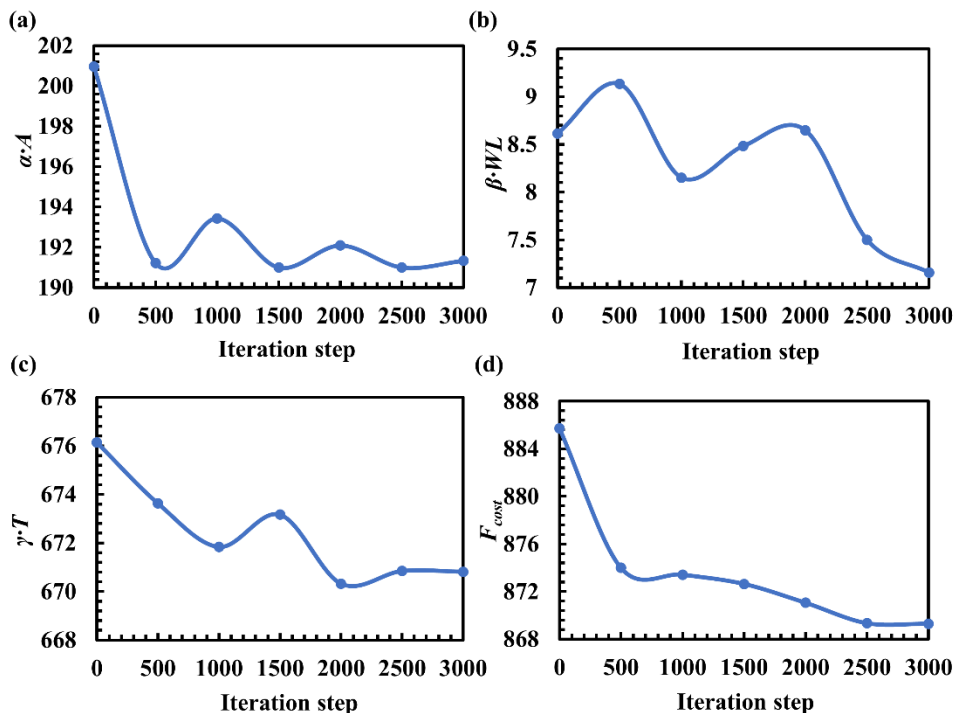 (a)
202
200
198
196
194
192
190
α·A
0 500 1000 1500 2000 2500 3000
Iteration step
(b)
9.5
9
8.5
8
7.5
7
β·WL
0 500 1000 1500 2000 2500 3000
Iteration step
(c)
678
676
674
672
670
668
γ·T
0 500 1000 1500 2000 2500 3000
Iteration step
(d)
888
884
880
876
872
868
F_cost
0 500 1000 1500 2000 2500 3000
Iteration step